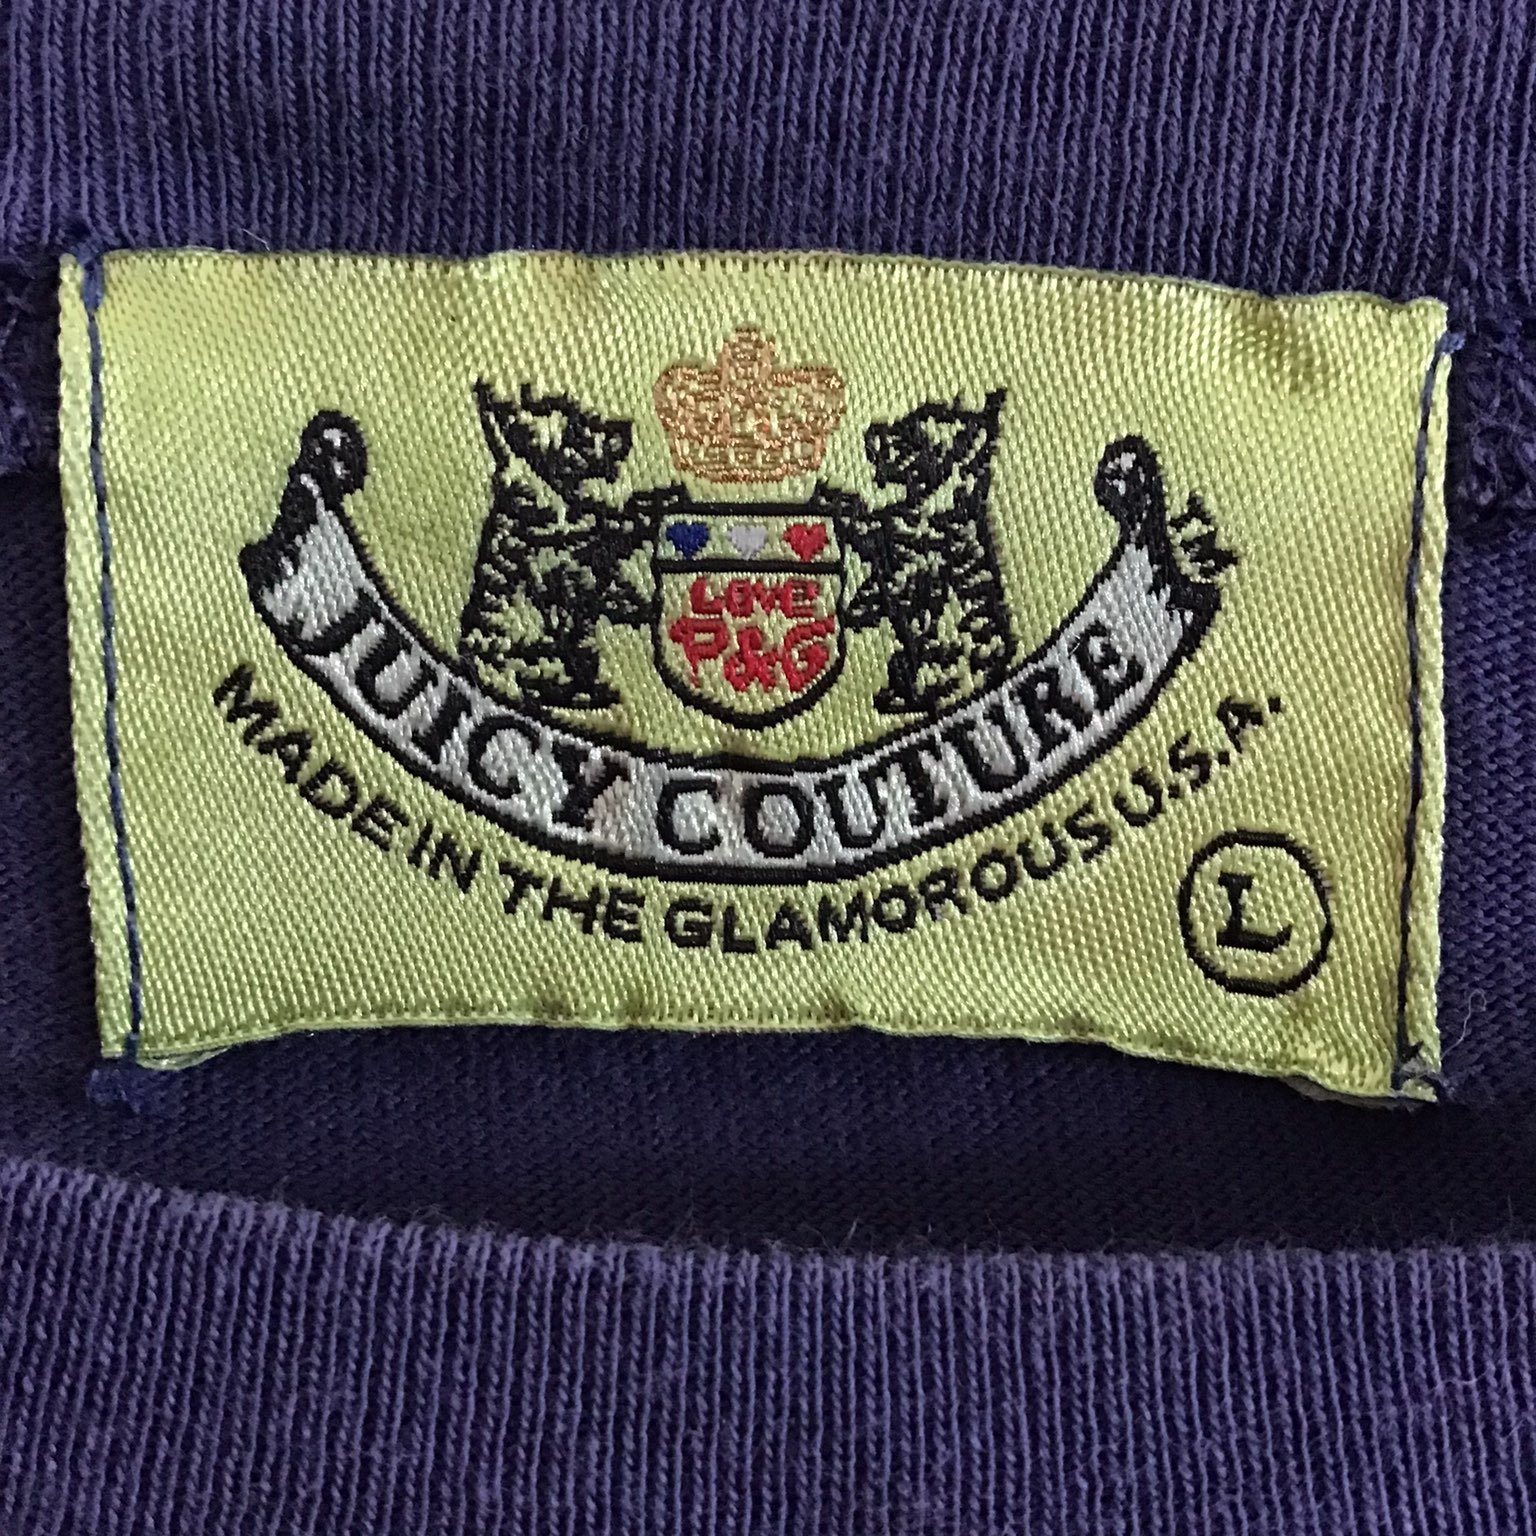 Love
P&G
JUICY COUTURE TM
MADE IN THE GLAMOROUS U.S.A.
L